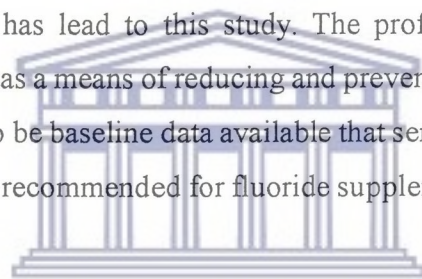 has lead to this study. The prof
as a means of reducing and preven
o be baseline data available that ser
recommended for fluoride supplem